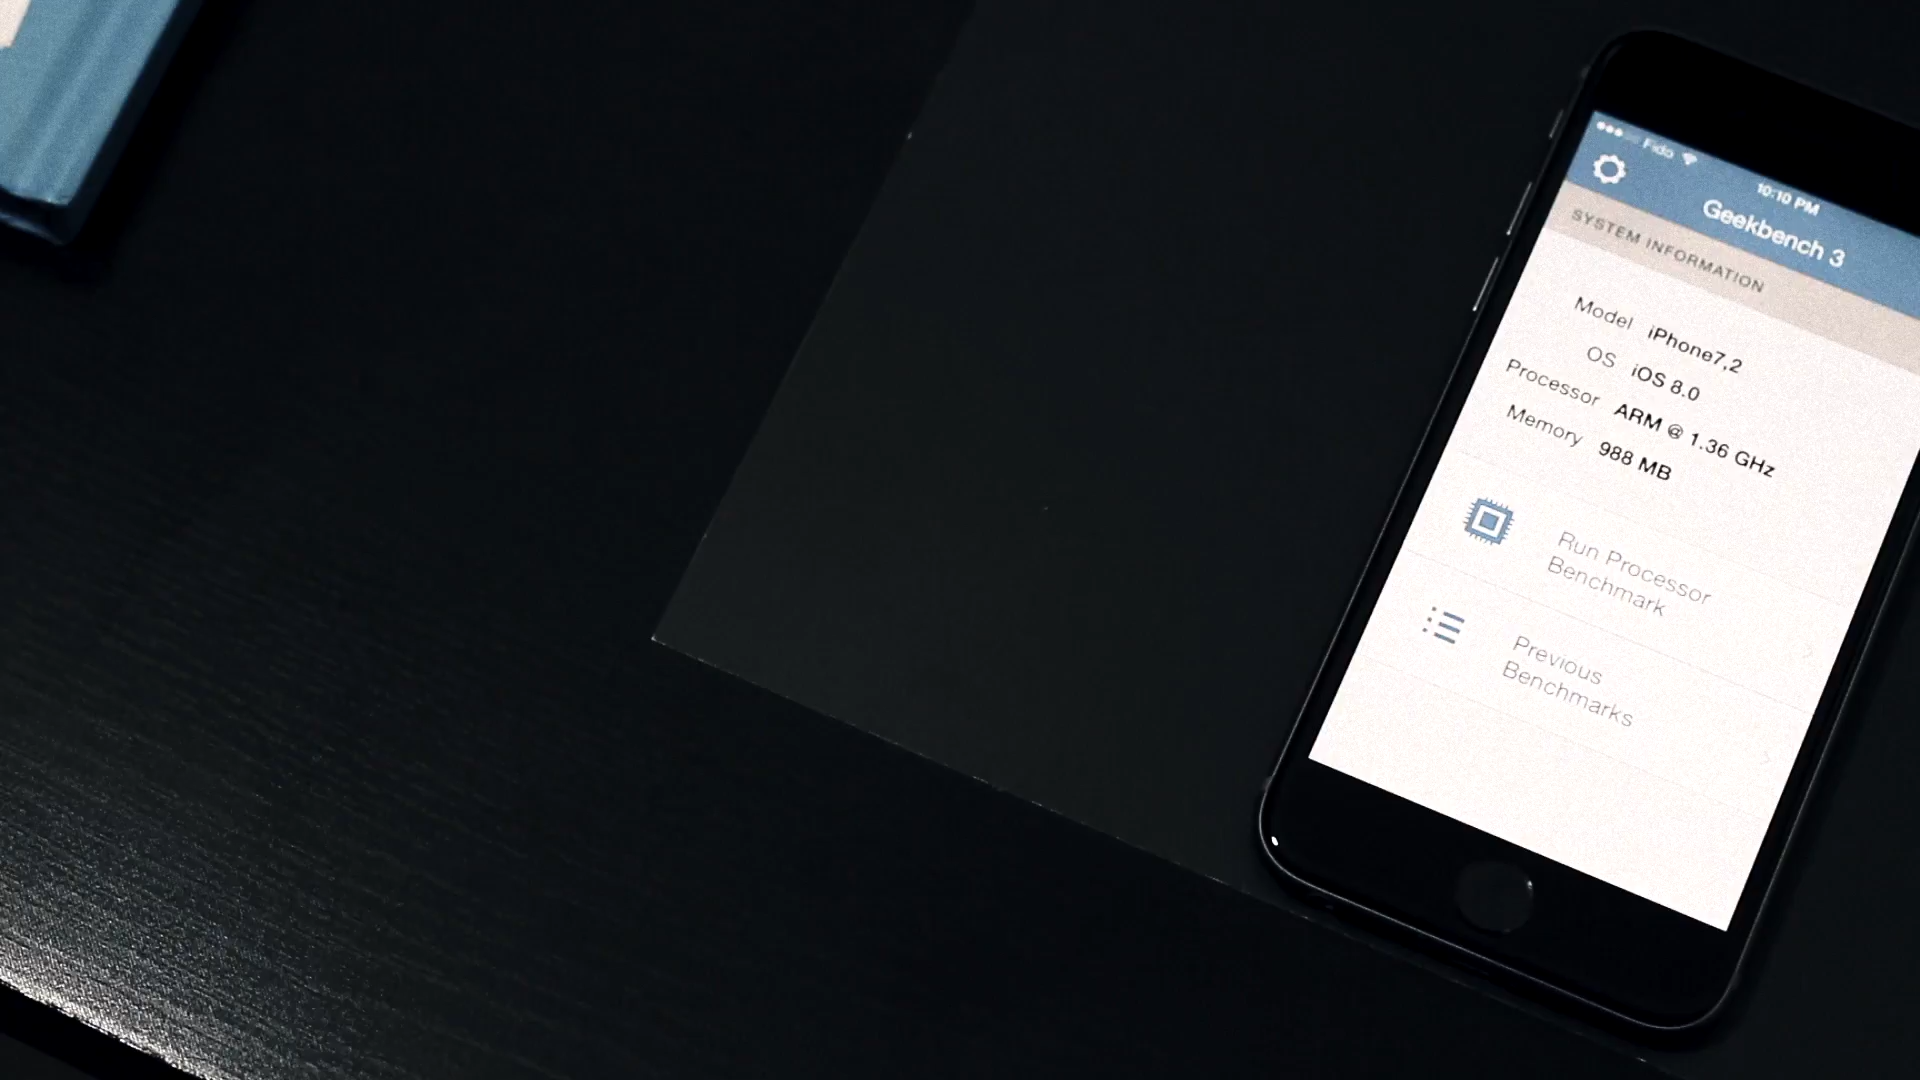 Fido
10:10 PM
Geekbench 3
SYSTEM INFORMATION
Model iPhone7,2
OS iOS 8.0
Processor ARM @ 1.36 GHz
Memory 988 MB
Run Processor
Benchmark
Previous
Benchmarks